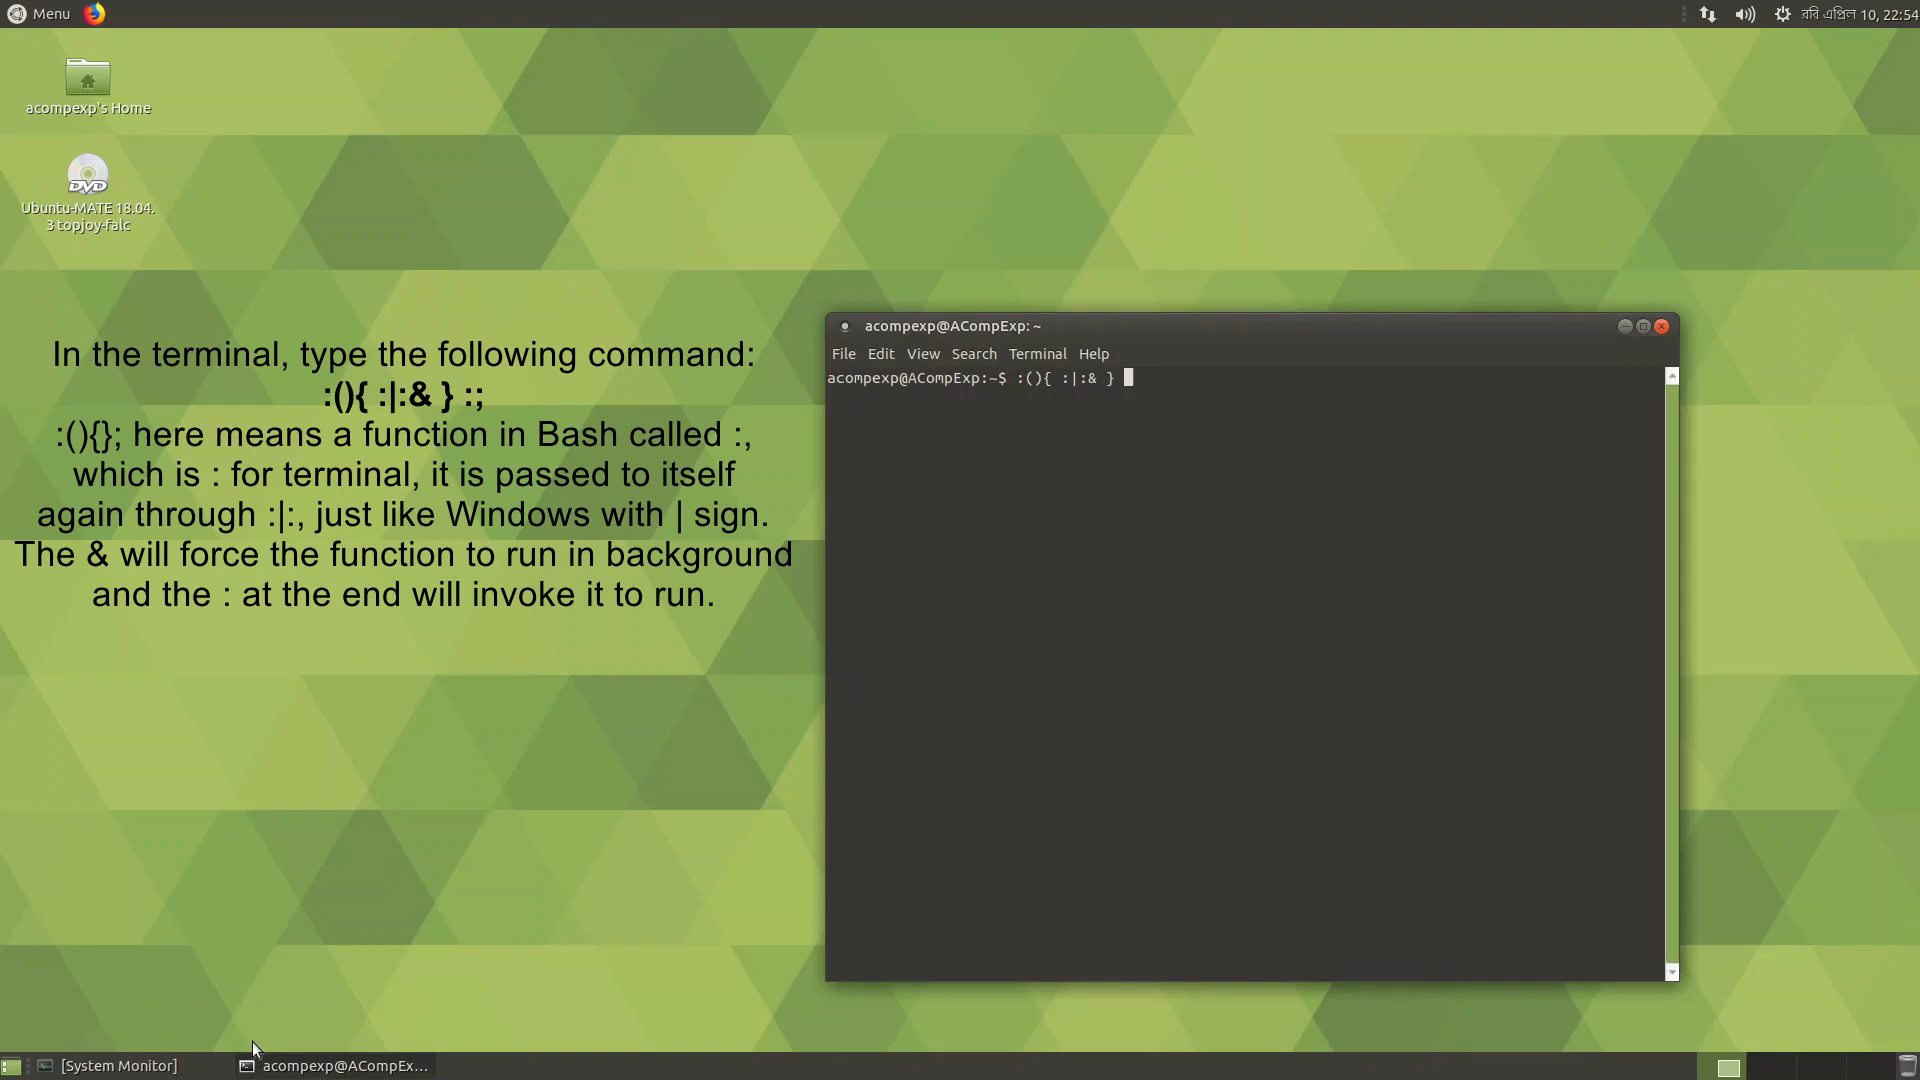 Menu
রবি এপ্রিল 10, 22:54
acompexp's Home
DVD
Ubuntu-MATE 18.04.
3 topjoy-falc
In the terminal, type the following command:
:(){ :|:& } :;
:(){}; here means a function in Bash called :,
which is : for terminal, it is passed to itself
again through :|:, just like Windows with | sign.
The & will force the function to run in background
and the : at the end will invoke it to run.
acompexp@ACompExp: ~
File Edit View Search Terminal Help
acompexp@ACompExp:~$ :(){ :|:& }
[System Monitor]
acompexp@ACompEx...